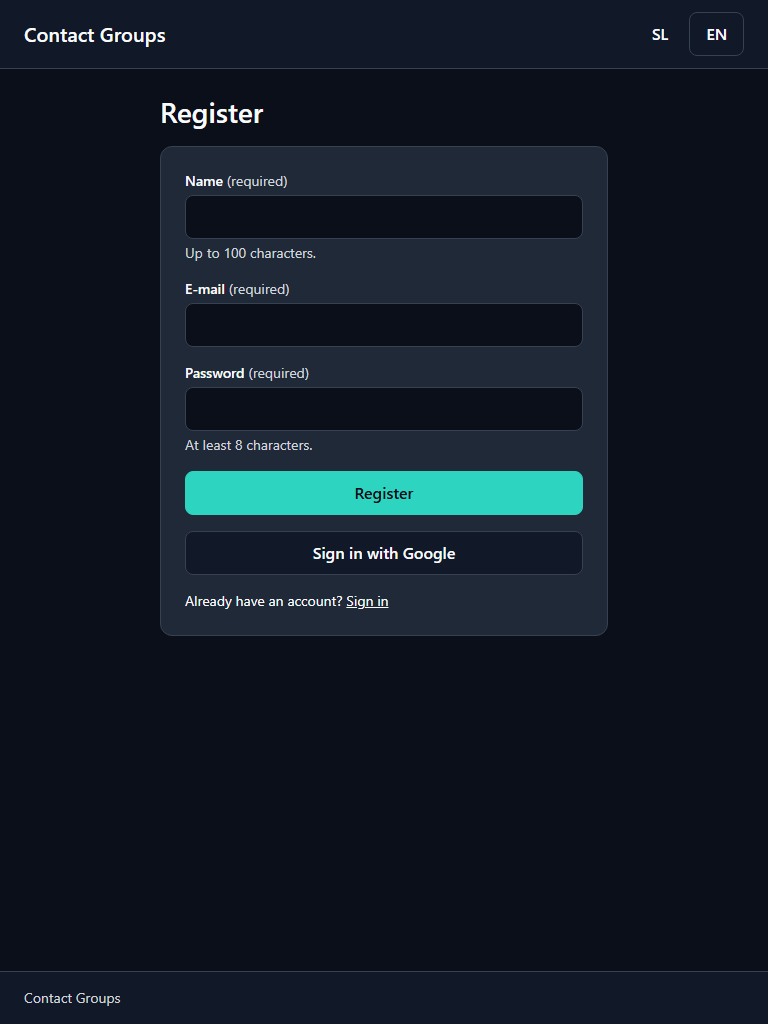 Contact Groups
SL
EN
Register
Name (required)
Up to 100 characters.
E-mail (required)
Password (required)
At least 8 characters.
Register
Sign in with Google
Already have an account? Sign in
Contact Groups